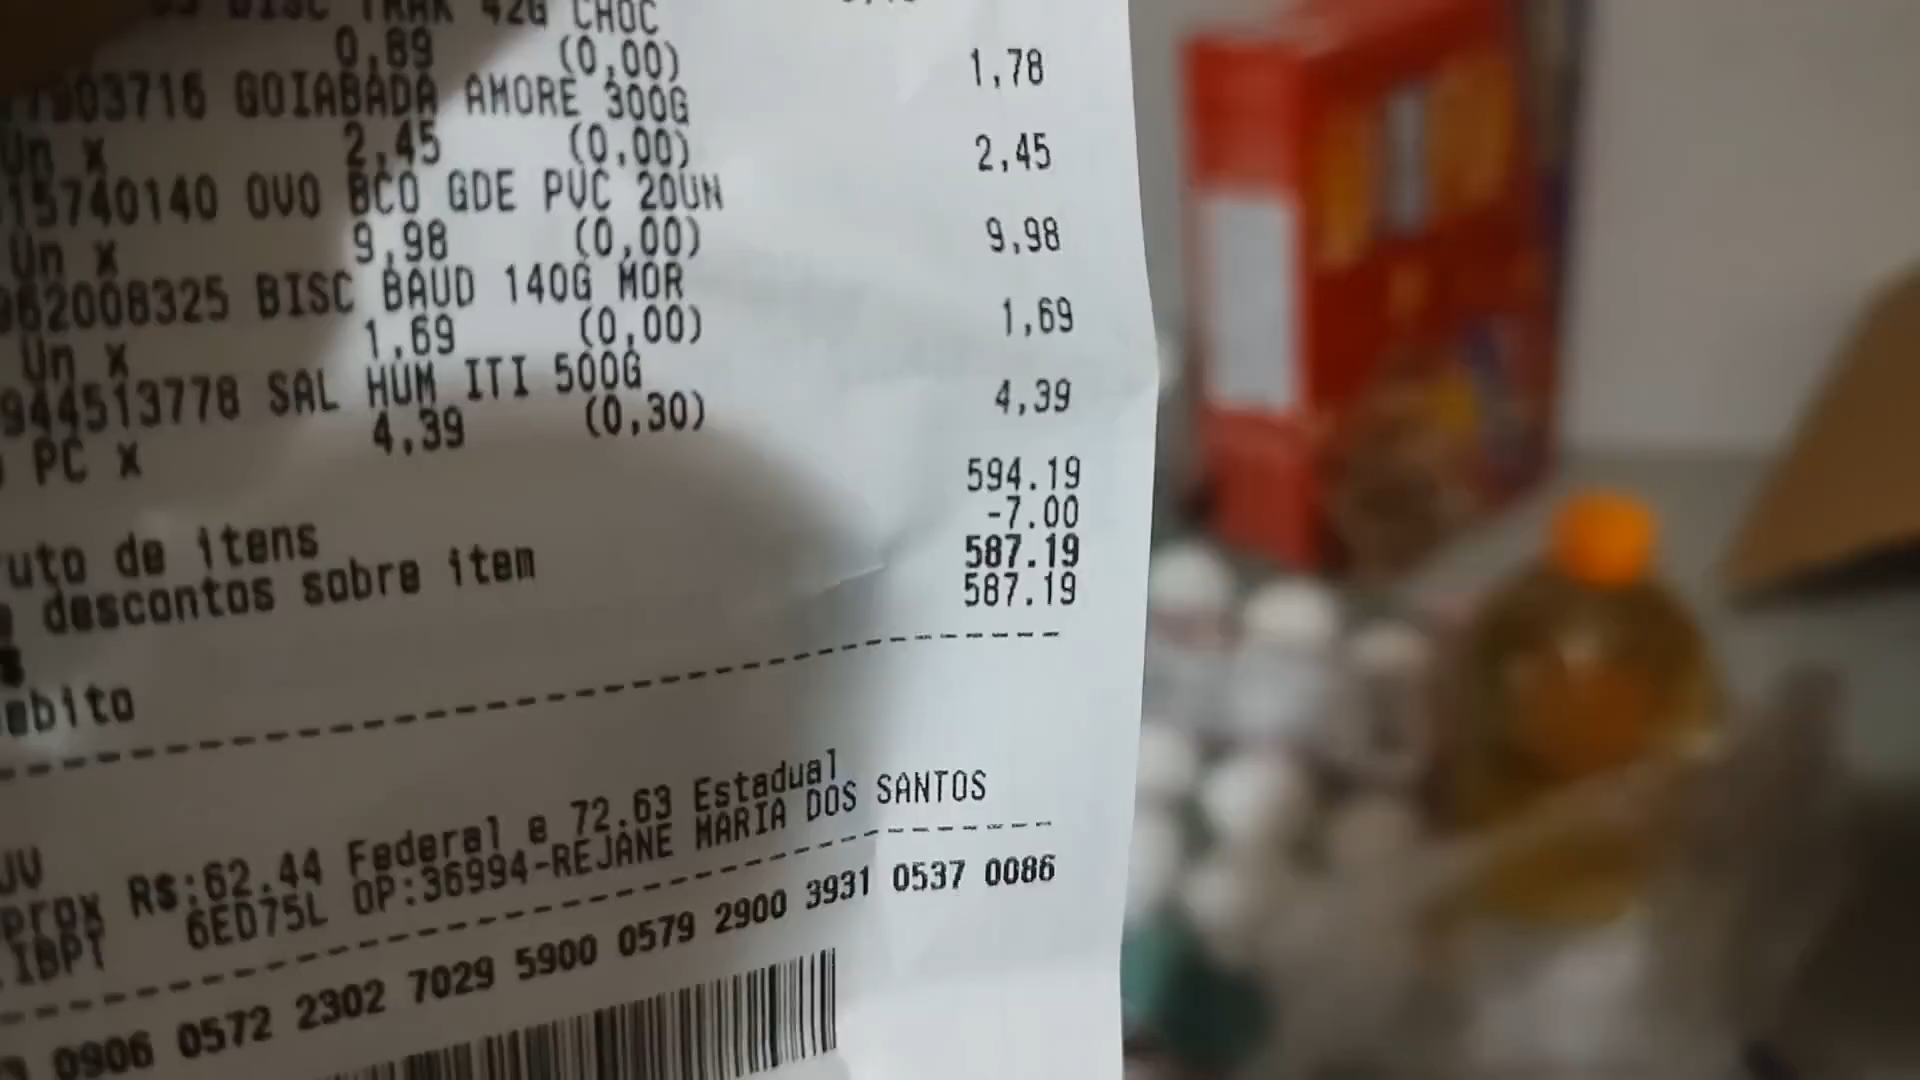 DISC TRAK 42G CHOC
0,89 (0,00) 1,78
03716 GOIABADA AMORE 300G
Un x 2,45 (0,00) 2,45
15740140 OVO BCO GDE PVC 20UN
Un x 9,98 (0,00) 9,98
962008325 BISC BAUD 140G MOR
Un x 1,69 (0,00) 1,69
944513778 SAL HUM ITI 500G
PC x 4,39 (0,30) 4,39
ruto de itens 594.19
descontos sobre item -7.00
587.19
ebito 587.19
prox R$:62.44 Federal e 72.63 Estadual
IBPT 6ED75L OP:36994-REJANE MARIA DOS SANTOS
0906 0572 2302 7029 5900 0579 2900 3931 0537 0086